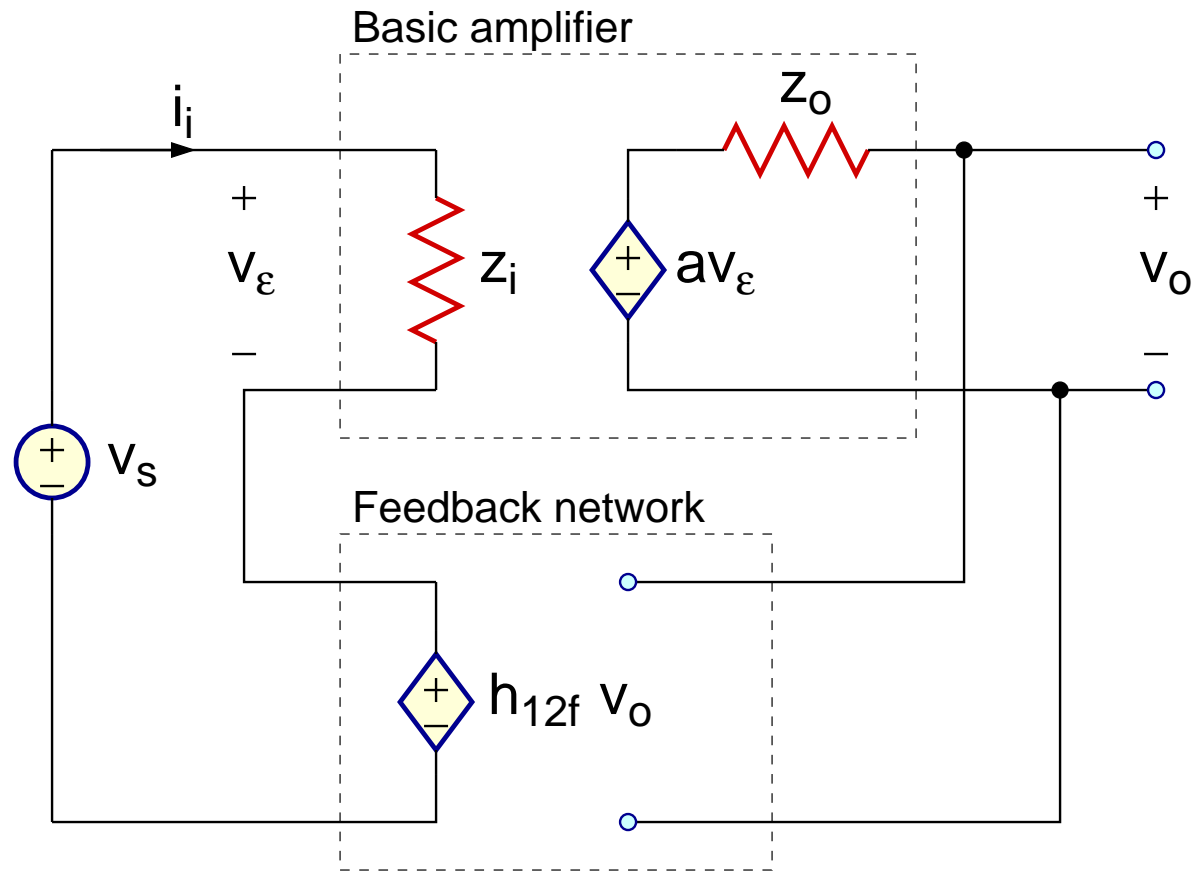 Basic amplifier
z_o
i_i
+
+
v_ε
z_i
+
−
av_ε
v_o
−
−
+
−
v_s
Feedback network
+
−
h_12f v_o